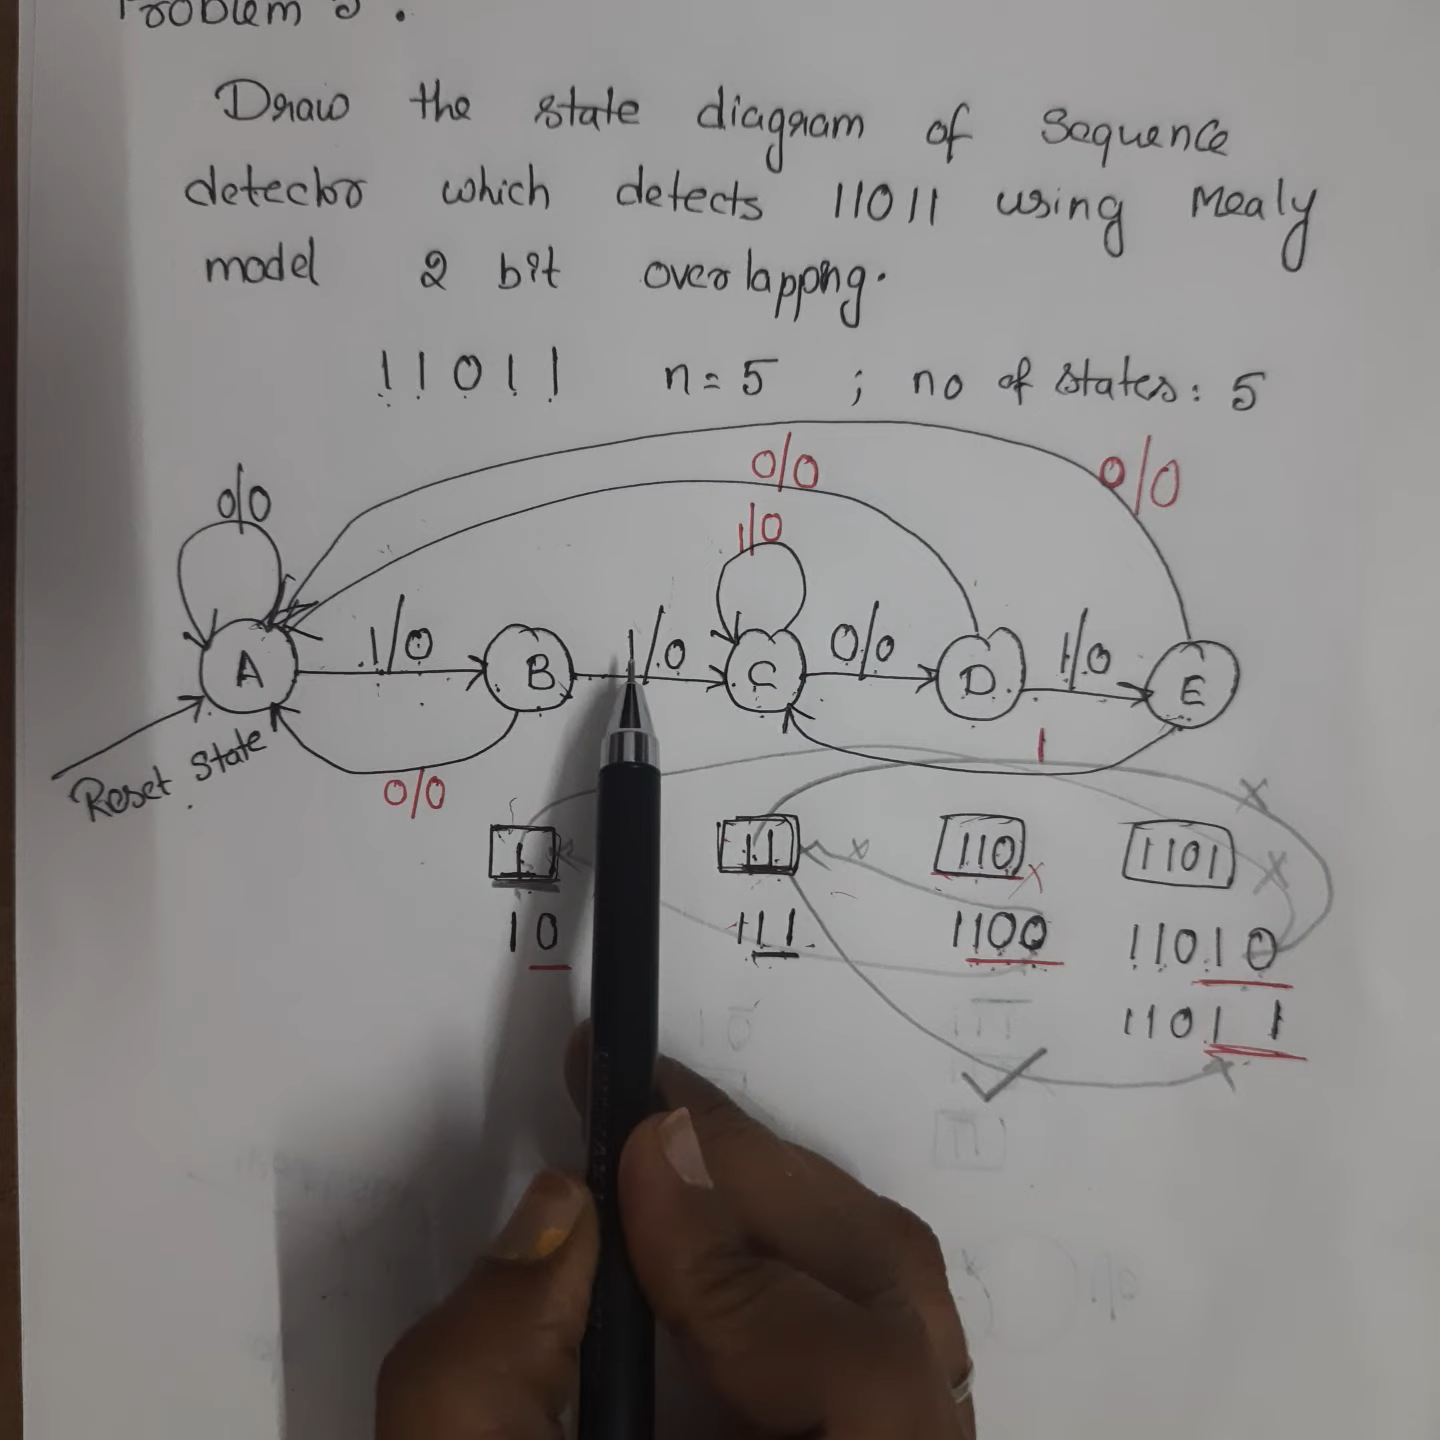 Problem 3.
Draw the state diagram of Sequence
detector which detects 11011 using Mealy
model 2 bit overlapping.
11011 n=5 ; no of states: 5
0/0 0/0
0/0 1/0
A 1/0 B 1/0 C 0/0 D 1/0 E
Reset State
0/0 1
1 11 110 1101
10 111 1100 11010
11011